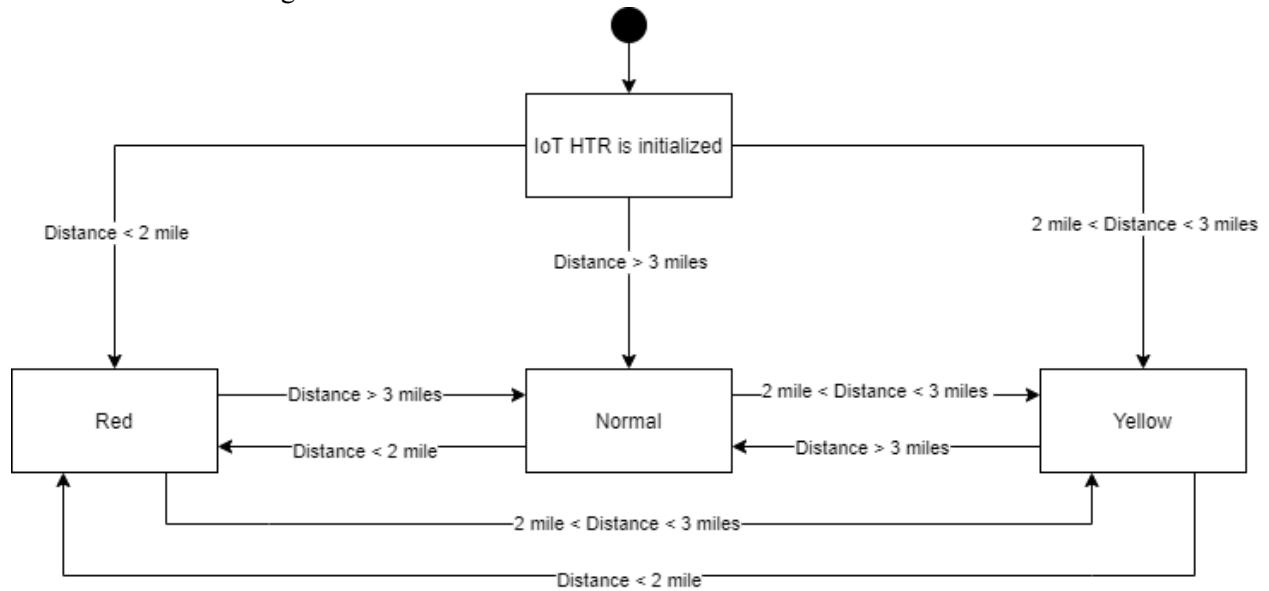 IoT HTR is initialized
Distance < 2 mile
2 mile < Distance < 3 miles
Distance > 3 miles
Red
Distance > 3 miles
Normal
2 mile < Distance < 3 miles
Yellow
Distance < 2 mile
Distance > 3 miles
2 mile < Distance < 3 miles
Distance < 2 mile